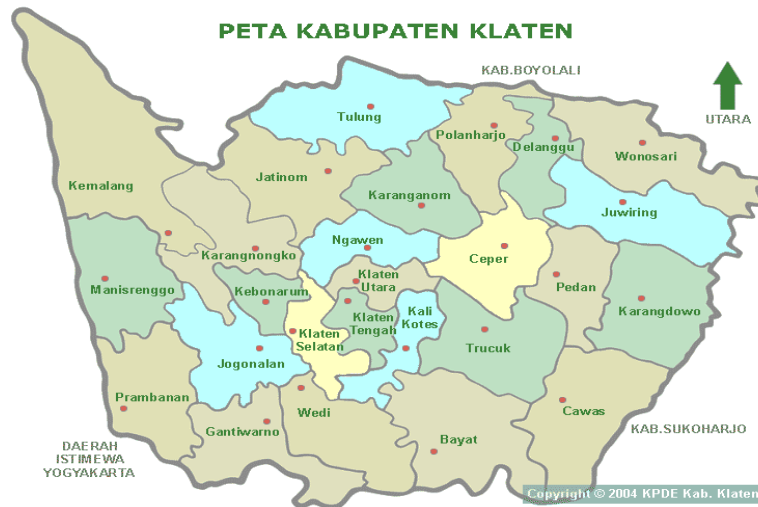 PETA KABUPATEN KLATEN
KAB.BOYOLALI
UTARA
Tulung
Polanharjo
Delanggu
Wonosari
Kemalang
Jatinom
Karanganom
Juwiring
Ngawen
Karangnongko
Ceper
Klaten
Utara
Manisrenggo
Kebonarum
Pedan
Karangdowo
Kali
Kotes
Klaten
Tengah
Klaten
Selatan
Trucuk
Jogonalan
Prambanan
Wedi
Cawas
Gantiwarno
Bayat
KAB.SUKOHARJO
DAERAH
ISTIMEWA
YOGYAKARTA
Copyright © 2004 KPDE Kab. Klaten